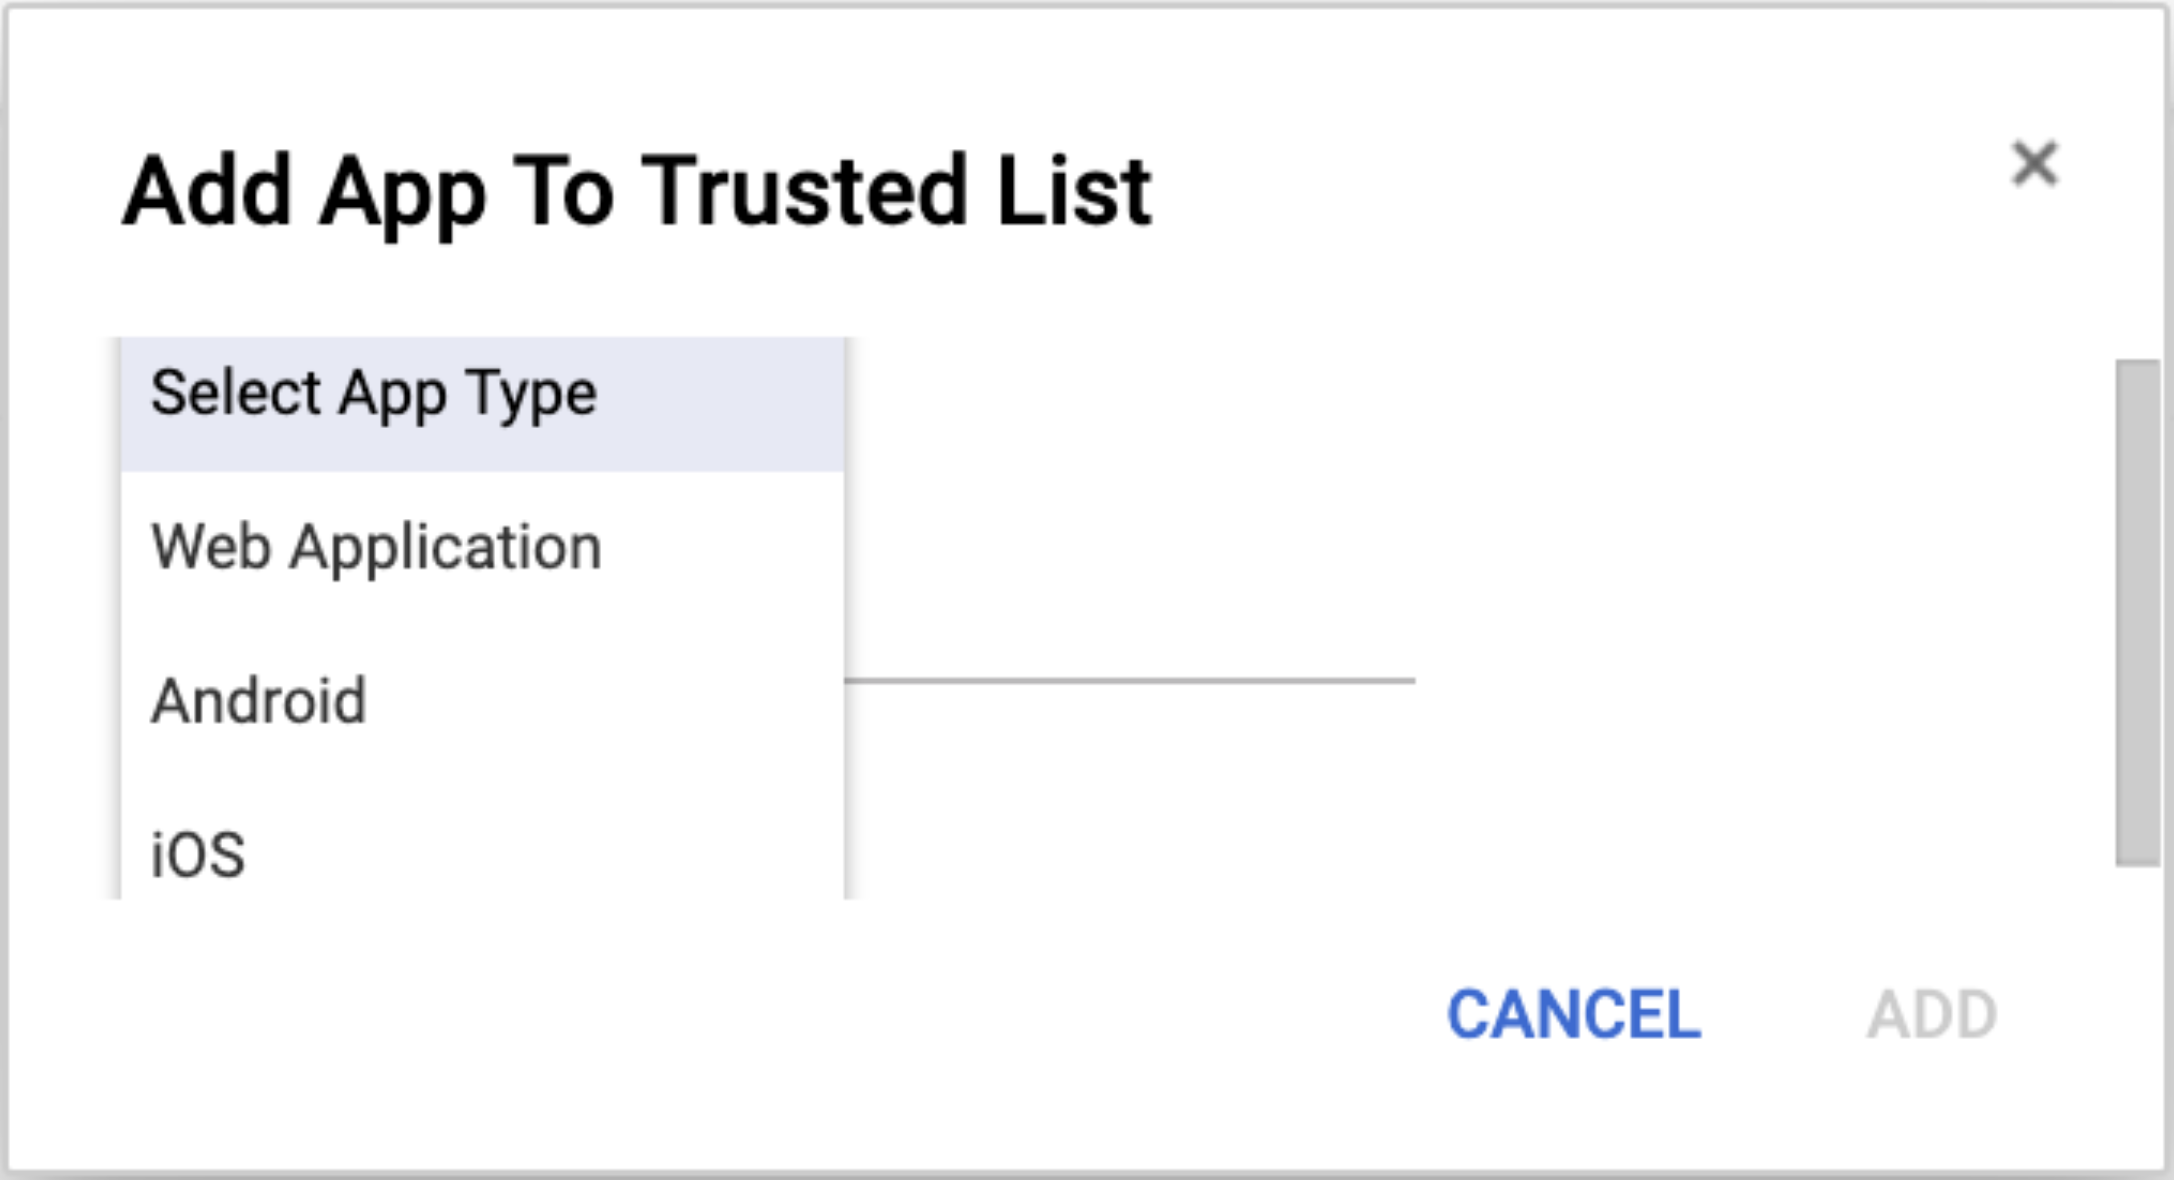 Add App To Trusted List
Select App Type
Web Application
Android
iOS
CANCEL ADD